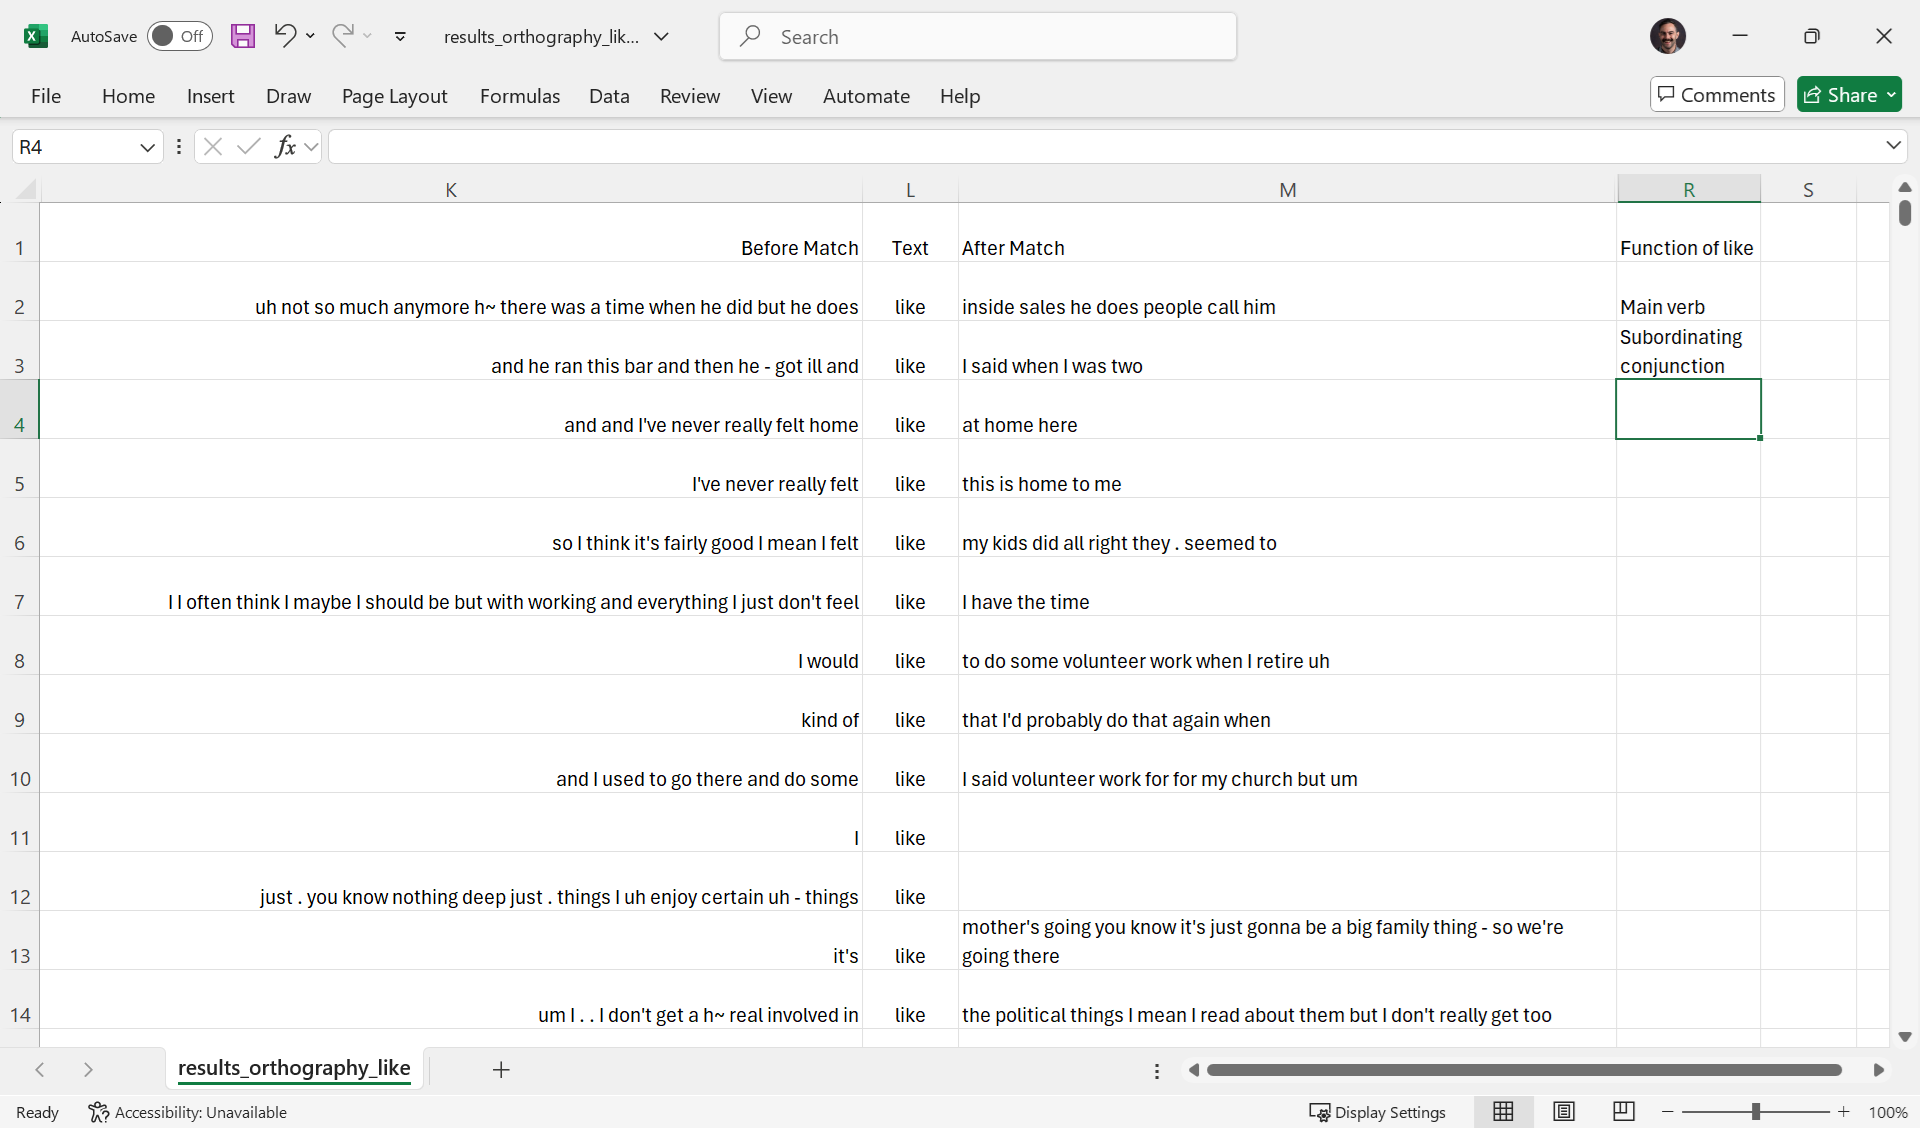 AutoSave Off results_orthography_lik... Search
File Home Insert Draw Page Layout Formulas Data Review View Automate Help Comments Share
R4 fx
K L M R S
1 Before Match Text After Match Function of like
2 uh not so much anymore h~ there was a time when he did but he does like inside sales he does people call him Main verb
3 and he ran this bar and then he - got ill and like I said when I was two Subordinating
conjunction
4 and and I've never really felt home like at home here
5 I've never really felt like this is home to me
6 so I think it's fairly good I mean I felt like my kids did all right they . seemed to
7 I I often think I maybe I should be but with working and everything I just don't feel like I have the time
8 I would like to do some volunteer work when I retire uh
9 kind of like that I'd probably do that again when
10 and I used to go there and do some like I said volunteer work for for my church but um
11 I like
12 just . you know nothing deep just . things I uh enjoy certain uh - things like
13 it's like mother's going you know it's just gonna be a big family thing - so we're
going there
14 um I . . I don't get a h~ real involved in like the political things I mean I read about them but I don't really get too
results_orthography_like
Ready Accessibility: Unavailable Display Settings 100%